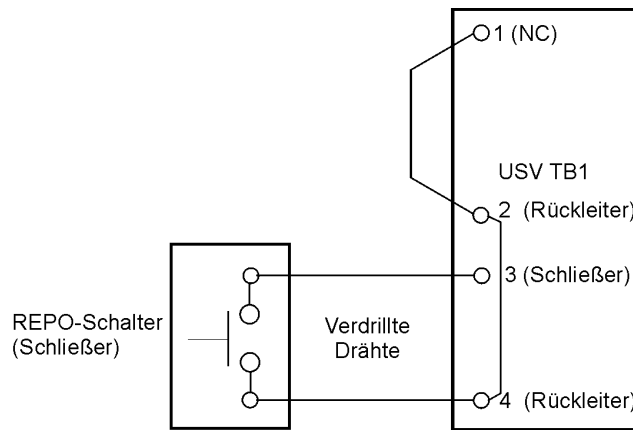 1 (NC)
USV TB1
2 (Rückleiter)
3 (Schließer)
REPO-Schalter
(Schließer)
Verdrillte
Drähte
4 (Rückleiter)